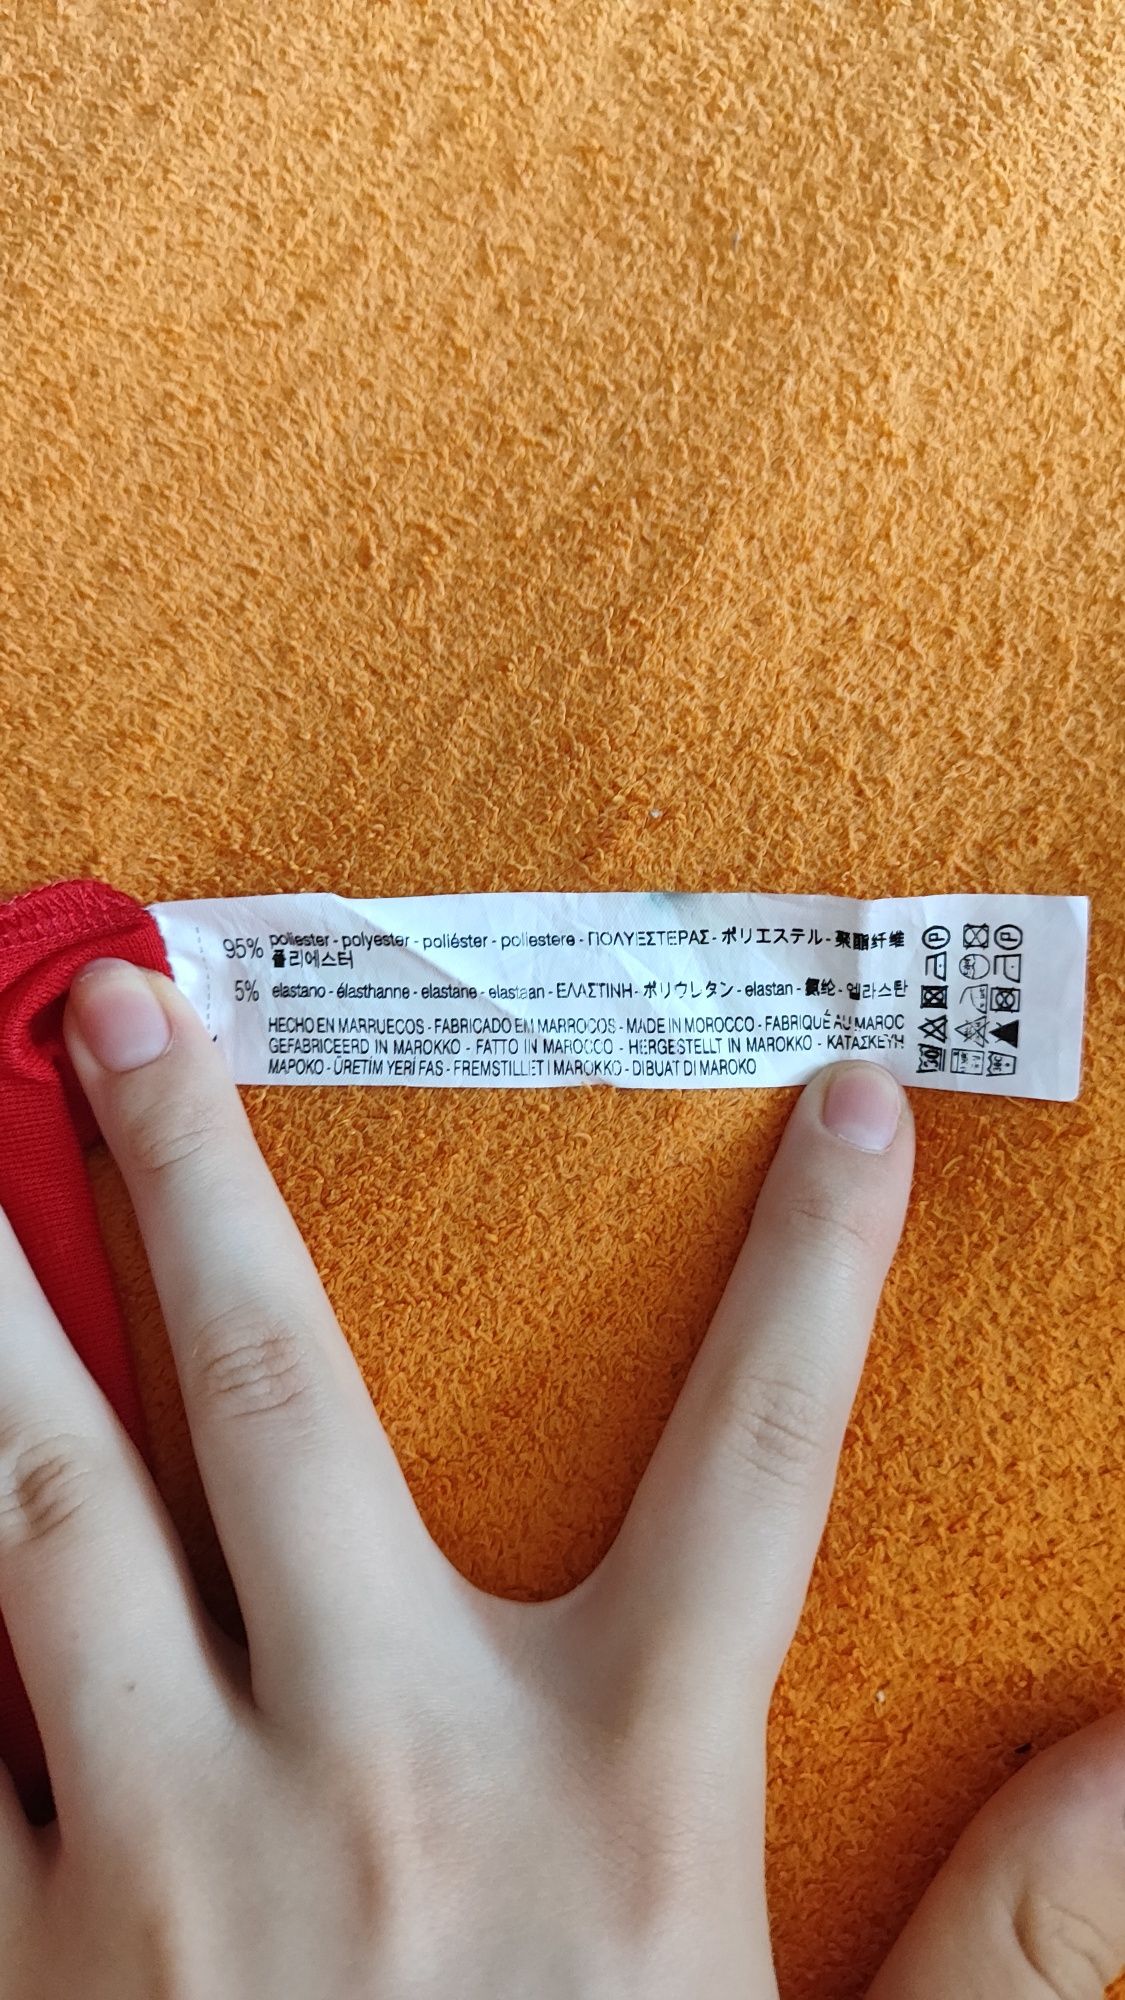 95% poliester - polyester - poliéster - poliestere - ΠΟΛΥΕΣΤΕΡΑΣ - ポリエステル - 聚酯纤维
폴리에스터
5% elastano - élasthanne - elastane - elastaan - ΕΛΑΣΤΙΝΗ - ポリウレタン - elastan - 氨纶 - 엘라스탄
HECHO EN MARRUECOS - FABRICADO EM MARROCOS - MADE IN MOROCCO - FABRIQUÉ AU MAROC
GEFABRICEERD IN MAROKKO - FATTO IN MAROCCO - HERGESTELLT IN MAROKKO - ΚΑΤΑΣΚΕΥΗ
ΜΑΡΟΚΟ - ÜRETİM YERİ FAS - FREMSTILLET I MAROKKO - DIBUAT DI MAROKO
P P